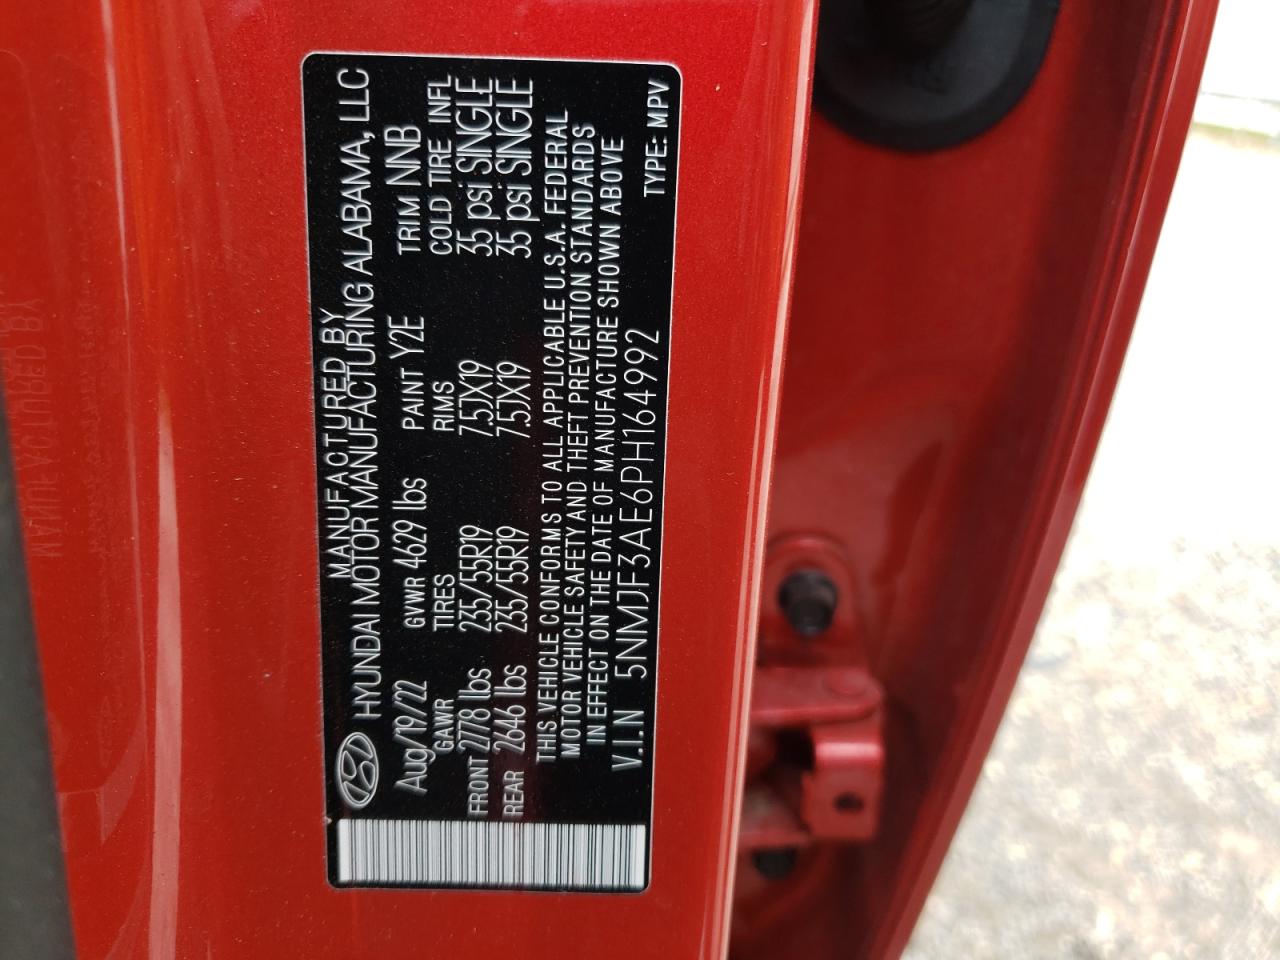 MANUFACTURED BY
HYUNDAI MOTOR MANUFACTURING ALABAMA, LLC
Aug/19/22 GVWR 4629 lbs PAINT Y2E TRIM NNB
GAWR TIRES RIMS COLD TIRE INFL
FRONT 2778 lbs 235/55R19 7.5JX19 35 psi SINGLE
REAR 2646 lbs 235/55R19 7.5JX19 35 psi SINGLE
THIS VEHICLE CONFORMS TO ALL APPLICABLE U.S.A. FEDERAL
MOTOR VEHICLE SAFETY AND THEFT PREVENTION STANDARDS
IN EFFECT ON THE DATE OF MANUFACTURE SHOWN ABOVE
V.I.N 5NMJF3AE6PH164992 TYPE: MPV